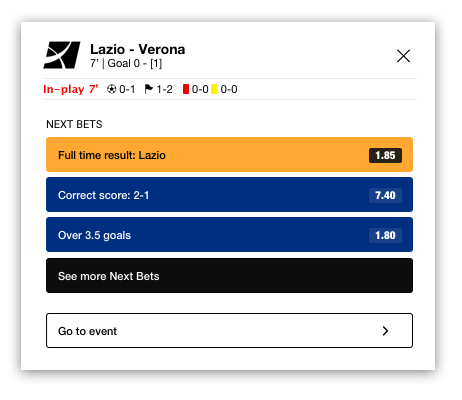 Lazio - Verona
7' | Goal 0 - [1]
In-play 7' 0-1 1-2 0-0 0-0
NEXT BETS
Full time result: Lazio 1.85
Correct score: 2-1 7.40
Over 3.5 goals 1.80
See more Next Bets
Go to event